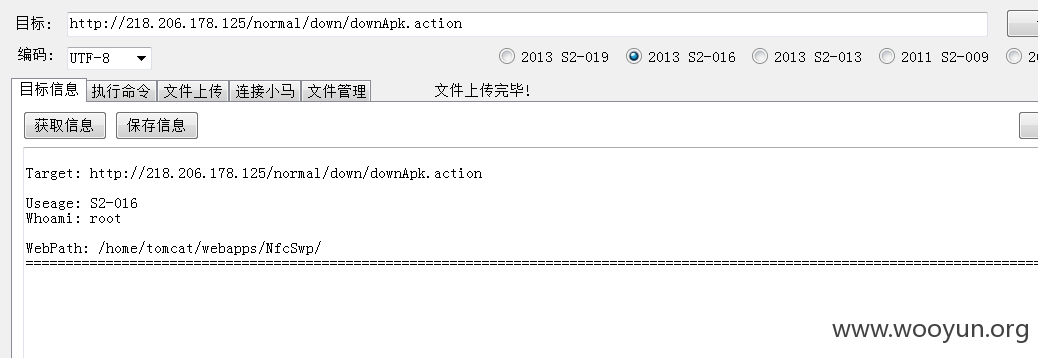 目标: http://218.206.178.125/normal/down/downApk.action
编码: UTF-8 2013 S2-019 2013 S2-016 2013 S2-013 2011 S2-009
目标信息 执行命令 文件上传 连接小马 文件管理 文件上传完毕!
获取信息 保存信息
Target: http://218.206.178.125/normal/down/downApk.action
Useage: S2-016
Whoami: root
WebPath: /home/tomcat/webapps/NfcSwp/
================================================================================
www.wooyun.org